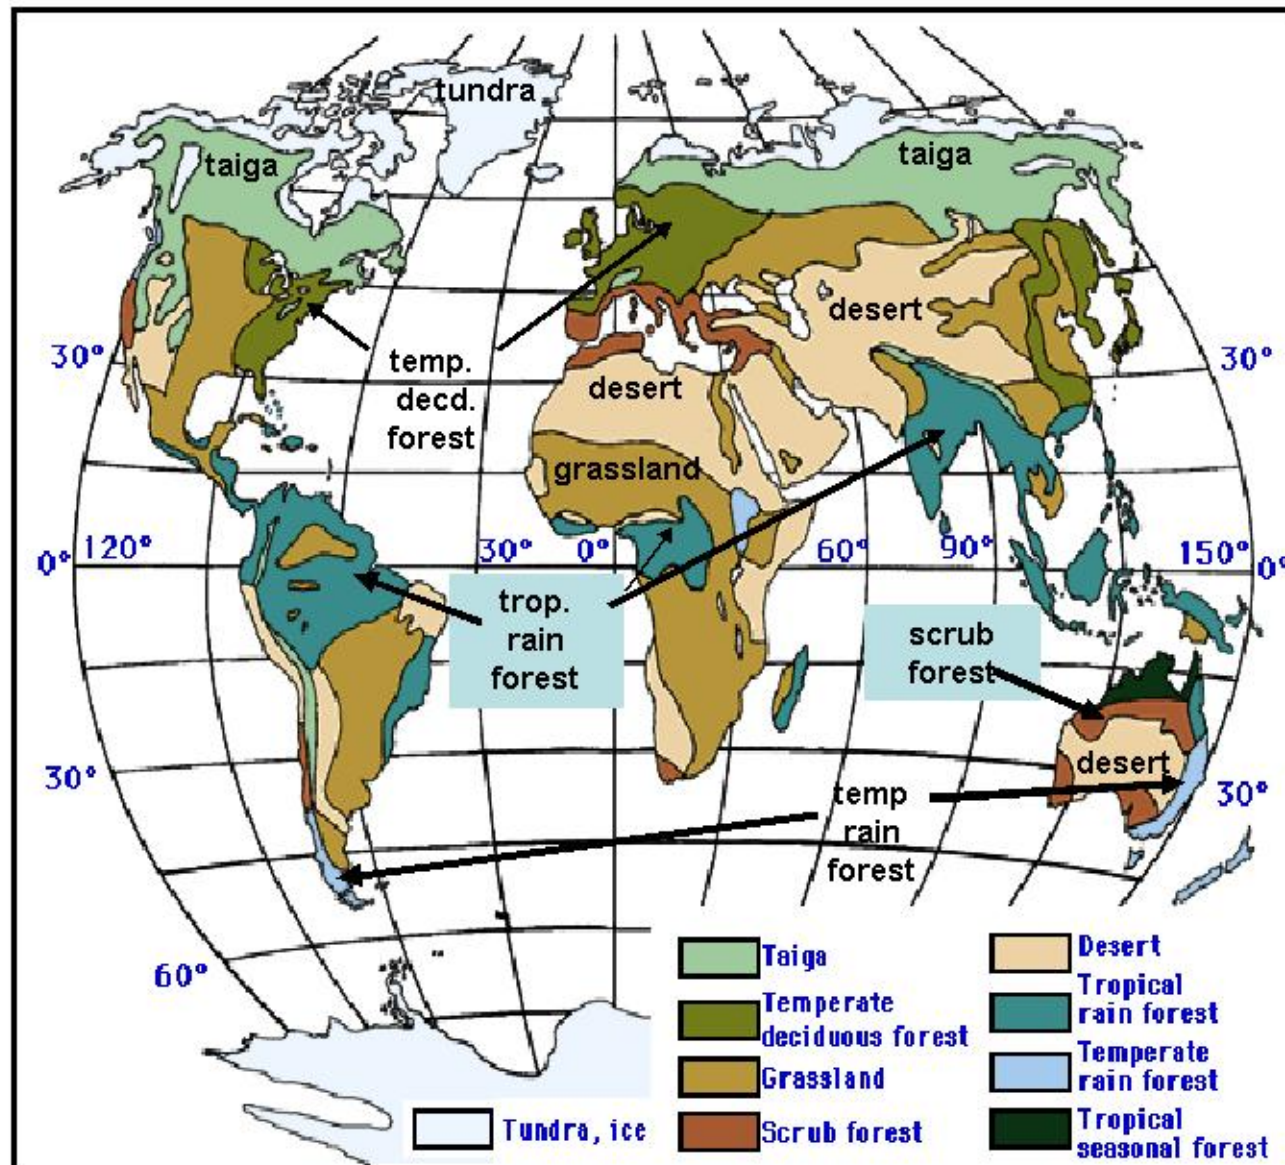 tundra
taiga
taiga
desert
30°
30°
temp.
decd.
forest
desert
grassland
0°
120°
30°
0°
60°
90°
150°
0°
trop.
rain
forest
scrub
forest
desert
30°
30°
temp
rain
forest
60°
Taiga
Temperate
deciduous forest
Grassland
Scrub forest
Desert
Tropical
rain forest
Temperate
rain forest
Tropical
seasonal forest
Tundra, ice